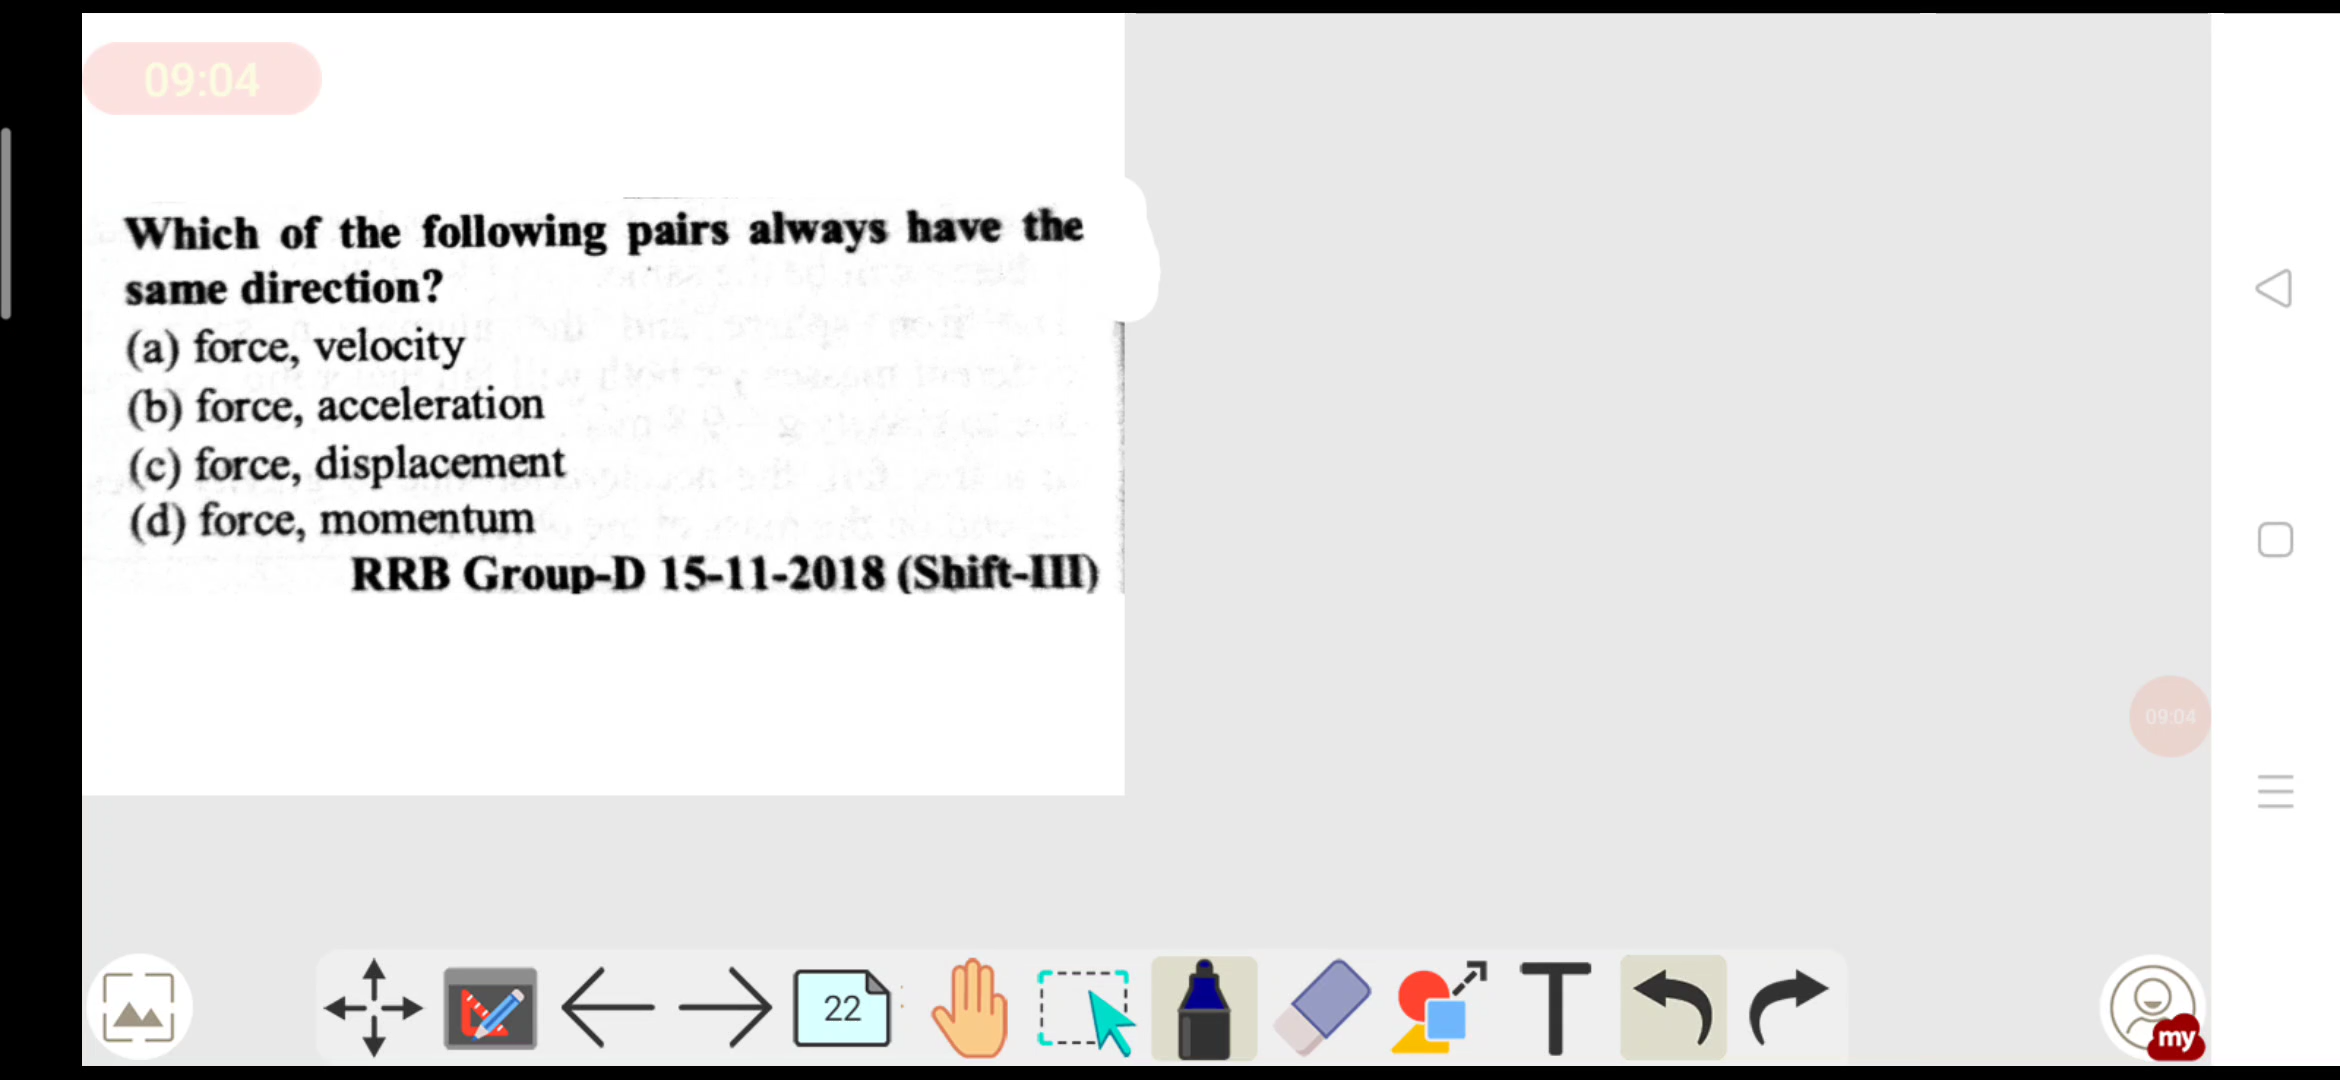 09:04
Which of the following pairs always have the
same direction?
(a) force, velocity
(b) force, acceleration
(c) force, displacement
(d) force, momentum
RRB Group-D 15-11-2018 (Shift-III)
09:04
22
T
my